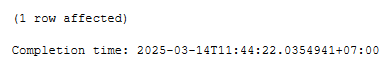 (1 row affected)
Completion time: 2025-03-14T11:44:22.0354941+07:00